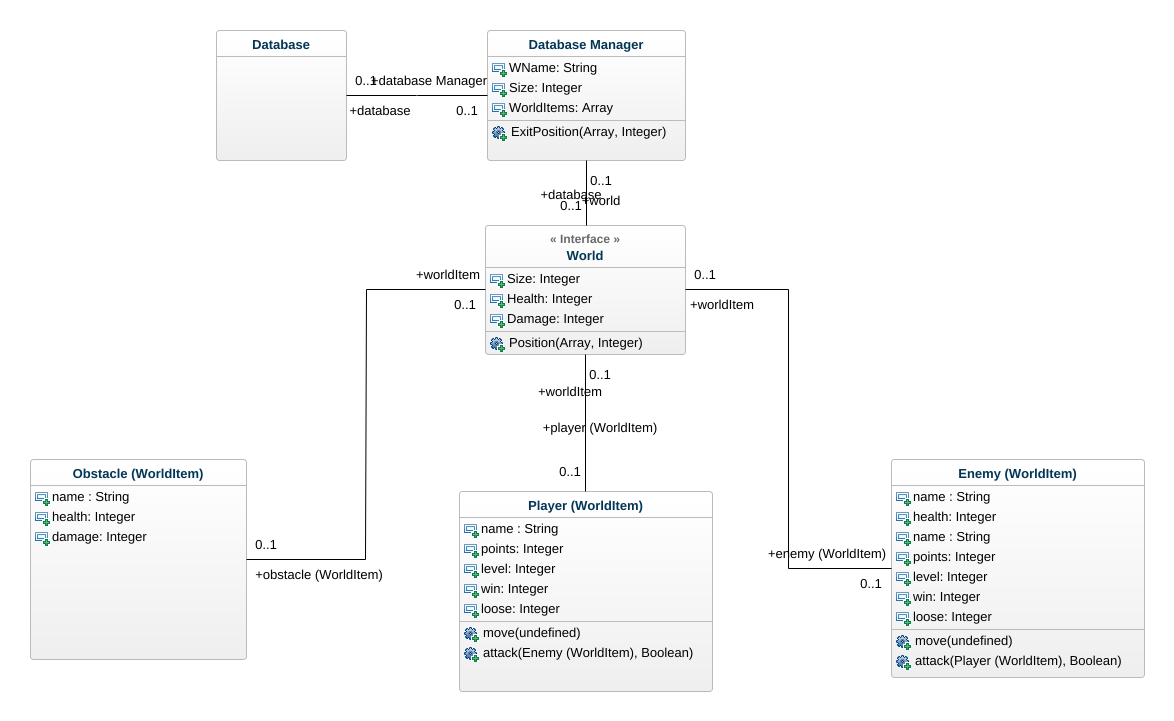 Database
Database Manager
WName: String
Size: Integer
WorldItems: Array
ExitPosition(Array, Integer)
0..1
+database Manager
+database
0..1
0..1
+database
+world
0..1
« Interface »
World
Size: Integer
Health: Integer
Damage: Integer
Position(Array, Integer)
+worldItem
0..1
0..1
+worldItem
0..1
+worldItem
+player (WorldItem)
0..1
Obstacle (WorldItem)
name : String
health: Integer
damage: Integer
0..1
+obstacle (WorldItem)
Player (WorldItem)
name : String
points: Integer
level: Integer
win: Integer
loose: Integer
move(undefined)
attack(Enemy (WorldItem), Boolean)
+enemy (WorldItem)
0..1
Enemy (WorldItem)
name : String
health: Integer
name : String
points: Integer
level: Integer
win: Integer
loose: Integer
move(undefined)
attack(Player (WorldItem), Boolean)